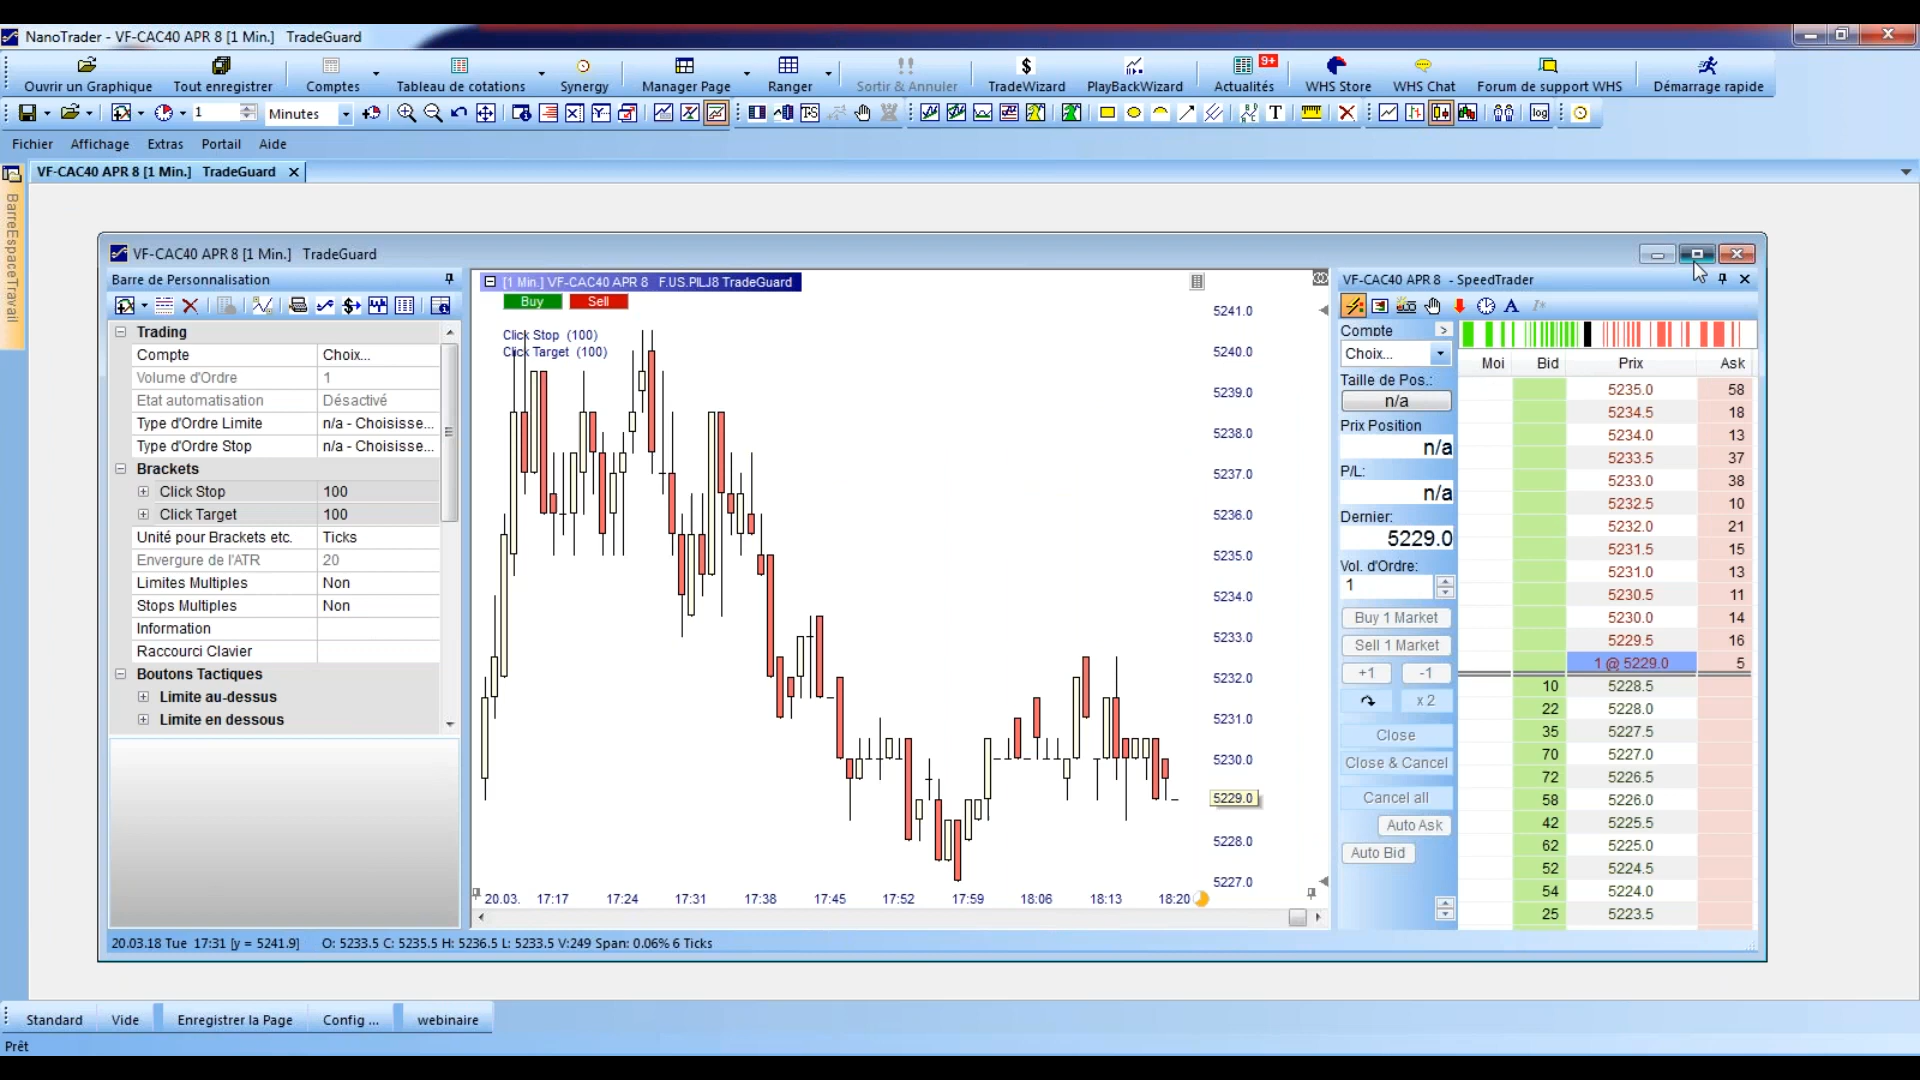 NanoTrader - VF-CAC40 APR 8 [1 Min.] TradeGuard
Ouvrir un Graphique Tout enregistrer Comptes Tableau de cotations Synergy Manager Page Ranger Sortir & Annuler TradeWizard PlayBackWizard Actualités 9+ WHS Store WHS Chat Forum de support WHS Démarrage rapide
1 Minutes T log
Fichier Affichage Extras Portail Aide
VF-CAC40 APR 8 [1 Min.] TradeGuard
BarreEspaceTravail
VF-CAC40 APR 8 [1 Min.] TradeGuard
Barre de Personnalisation
Trading
Compte Choix...
Volume d'Ordre 1
Etat automatisation Désactivé
Type d'Ordre Limite n/a - Choisisse...
Type d'Ordre Stop n/a - Choisisse...
Brackets
Click Stop 100
Click Target 100
Unité pour Brackets etc. Ticks
Envergure de l'ATR 20
Limites Multiples Non
Stops Multiples Non
Information
Raccourci Clavier
Boutons Tactiques
Limite au-dessus
Limite en dessous
[1 Min.] VF-CAC40 APR 8 F.US.PILJ8 TradeGuard
Buy Sell
Click Stop (100)
Click Target (100)
5241.0
5240.0
5239.0
5238.0
5237.0
5236.0
5235.0
5234.0
5233.0
5232.0
5231.0
5230.0
5229.0
5228.0
5227.0
20.03. 17:17 17:24 17:31 17:38 17:45 17:52 17:59 18:06 18:13 18:20
VF-CAC40 APR 8 - SpeedTrader
Compte >
Choix...
Taille de Pos.:
n/a
Prix Position
n/a
P/L:
n/a
Dernier:
5229.0
Vol. d'Ordre:
1
Buy 1 Market
Sell 1 Market
+1 -1
x 2
Close
Close & Cancel
Cancel all
Auto Ask
Auto Bid
Moi Bid Prix Ask
5235.0 58
5234.5 18
5234.0 13
5233.5 37
5233.0 38
5232.5 10
5232.0 21
5231.5 15
5231.0 13
5230.5 11
5230.0 14
5229.5 16
1 @ 5229.0 5
10 5228.5
22 5228.0
35 5227.5
70 5227.0
72 5226.5
58 5226.0
42 5225.5
62 5225.0
52 5224.5
54 5224.0
25 5223.5
20.03.18 Tue 17:31 [y = 5241.9] O: 5233.5 C: 5235.5 H: 5236.5 L: 5233.5 V:249 Span: 0.06% 6 Ticks
Standard Vide Enregistrer la Page Config ... webinaire
Prêt